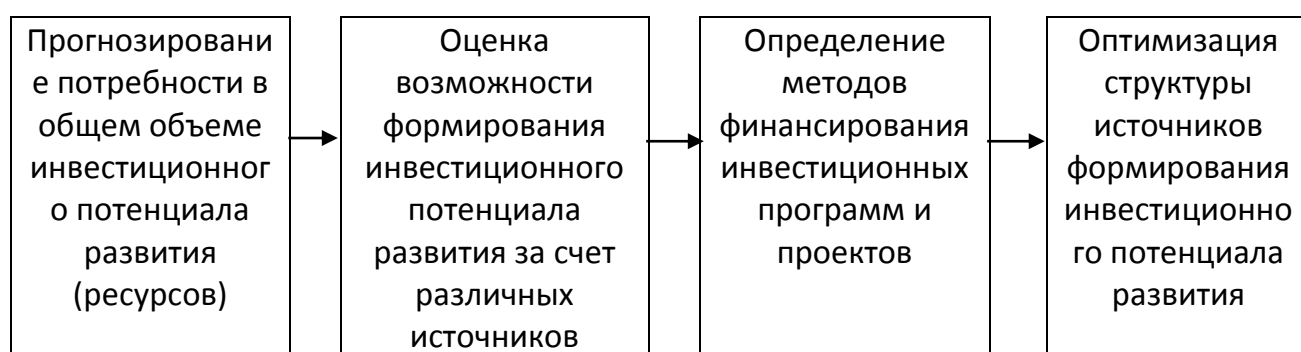 Прогнозировани
е потребности в
общем объеме
инвестиционног
о потенциала
развития
(ресурсов)
Оценка
возможности
формирования
инвестиционного
потенциала
развития за счет
различных
источников
Определение
методов
финансирования
инвестиционных
программ и
проектов
Оптимизация
структуры
источников
формирования
инвестиционно
го потенциала
развития